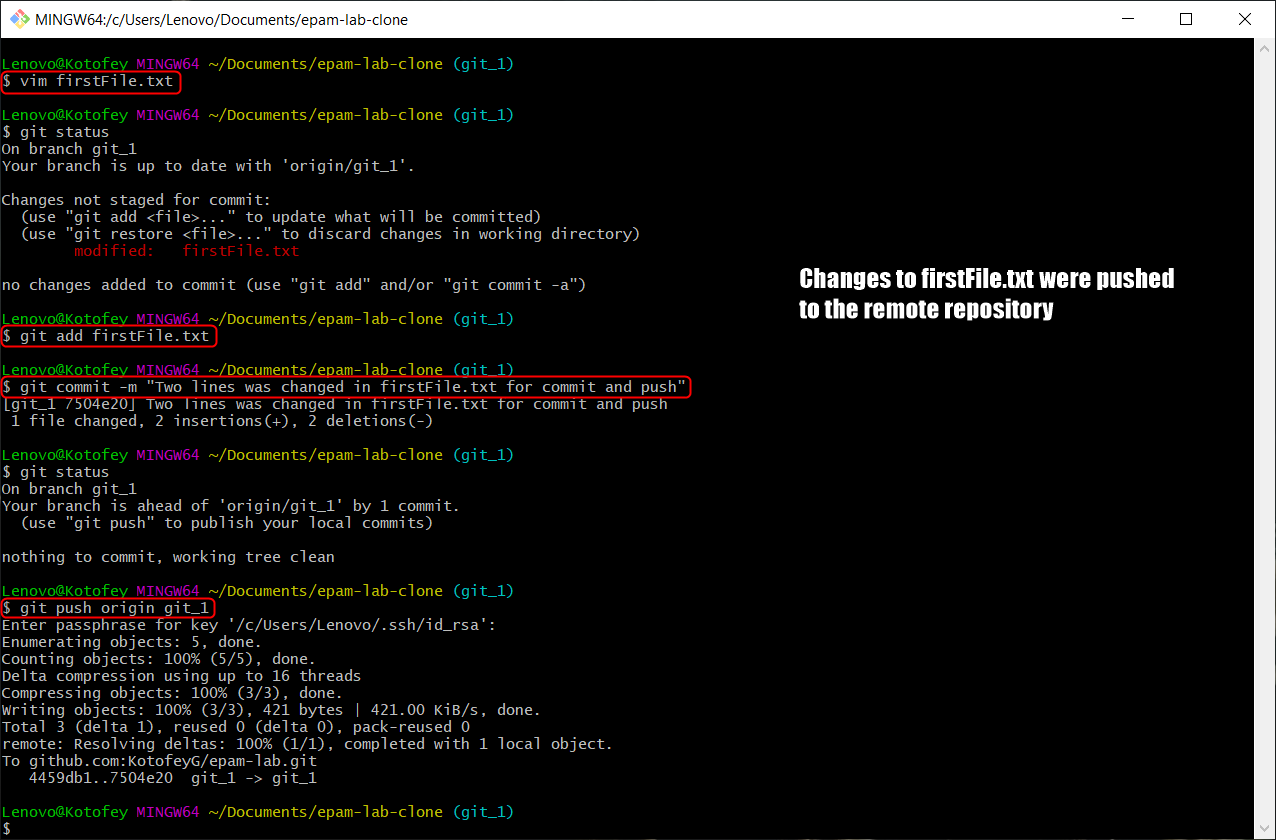 MINGW64:/c/Users/Lenovo/Documents/epam-lab-clone
Lenovo@Kotofey MINGW64 ~/Documents/epam-lab-clone (git_1)
$ vim firstFile.txt
Lenovo@Kotofey MINGW64 ~/Documents/epam-lab-clone (git_1)
$ git status
On branch git_1
Your branch is up to date with 'origin/git_1'.
Changes not staged for commit:
  (use "git add <file>..." to update what will be committed)
  (use "git restore <file>..." to discard changes in working directory)
        modified:   firstFile.txt
no changes added to commit (use "git add" and/or "git commit -a")
Changes to firstFile.txt were pushed
to the remote repository
Lenovo@Kotofey MINGW64 ~/Documents/epam-lab-clone (git_1)
$ git add firstFile.txt
Lenovo@Kotofey MINGW64 ~/Documents/epam-lab-clone (git_1)
$ git commit -m "Two lines was changed in firstFile.txt for commit and push"
[git_1 7504e20] Two lines was changed in firstFile.txt for commit and push
 1 file changed, 2 insertions(+), 2 deletions(-)
Lenovo@Kotofey MINGW64 ~/Documents/epam-lab-clone (git_1)
$ git status
On branch git_1
Your branch is ahead of 'origin/git_1' by 1 commit.
  (use "git push" to publish your local commits)
nothing to commit, working tree clean
Lenovo@Kotofey MINGW64 ~/Documents/epam-lab-clone (git_1)
$ git push origin git_1
Enter passphrase for key '/c/Users/Lenovo/.ssh/id_rsa':
Enumerating objects: 5, done.
Counting objects: 100% (5/5), done.
Delta compression using up to 16 threads
Compressing objects: 100% (3/3), done.
Writing objects: 100% (3/3), 421 bytes | 421.00 KiB/s, done.
Total 3 (delta 1), reused 0 (delta 0), pack-reused 0
remote: Resolving deltas: 100% (1/1), completed with 1 local object.
To github.com:KotofeyG/epam-lab.git
   4459db1..7504e20  git_1 -> git_1
Lenovo@Kotofey MINGW64 ~/Documents/epam-lab-clone (git_1)
$